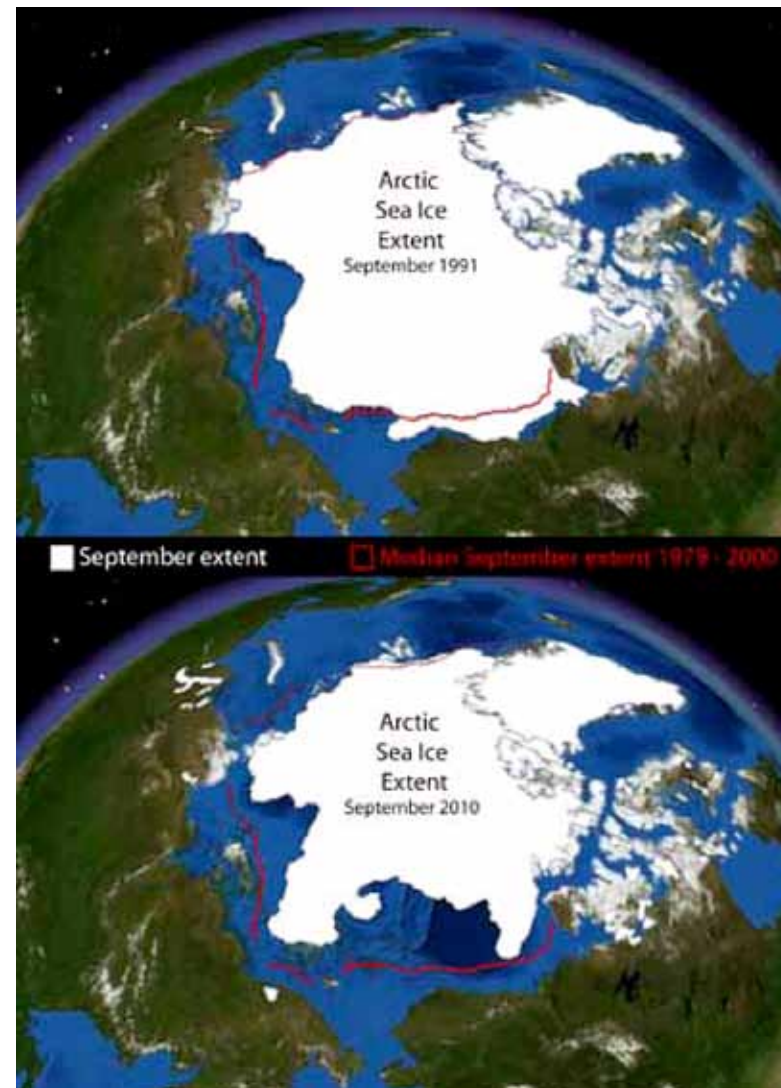 Arctic
Sea Ice
Extent
September 1991
September extent
Median September extent 1979 - 2000
Arctic
Sea Ice
Extent
September 2010